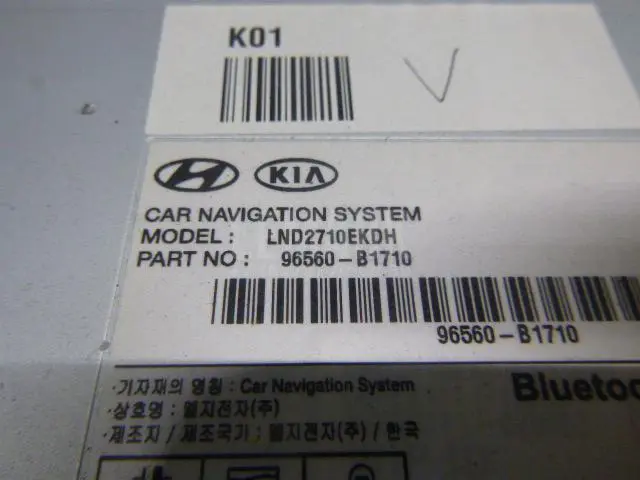 K01
V
KIA
CAR NAVIGATION SYSTEM
MODEL : LND2710EKDH
PART NO : 96560-B1710
96560-B1710
·기자재의 명칭 : Car Navigation System
·상호명 : 엘지전자(주)
·제조자 / 제조국가 : 엘지전자(주) / 한국